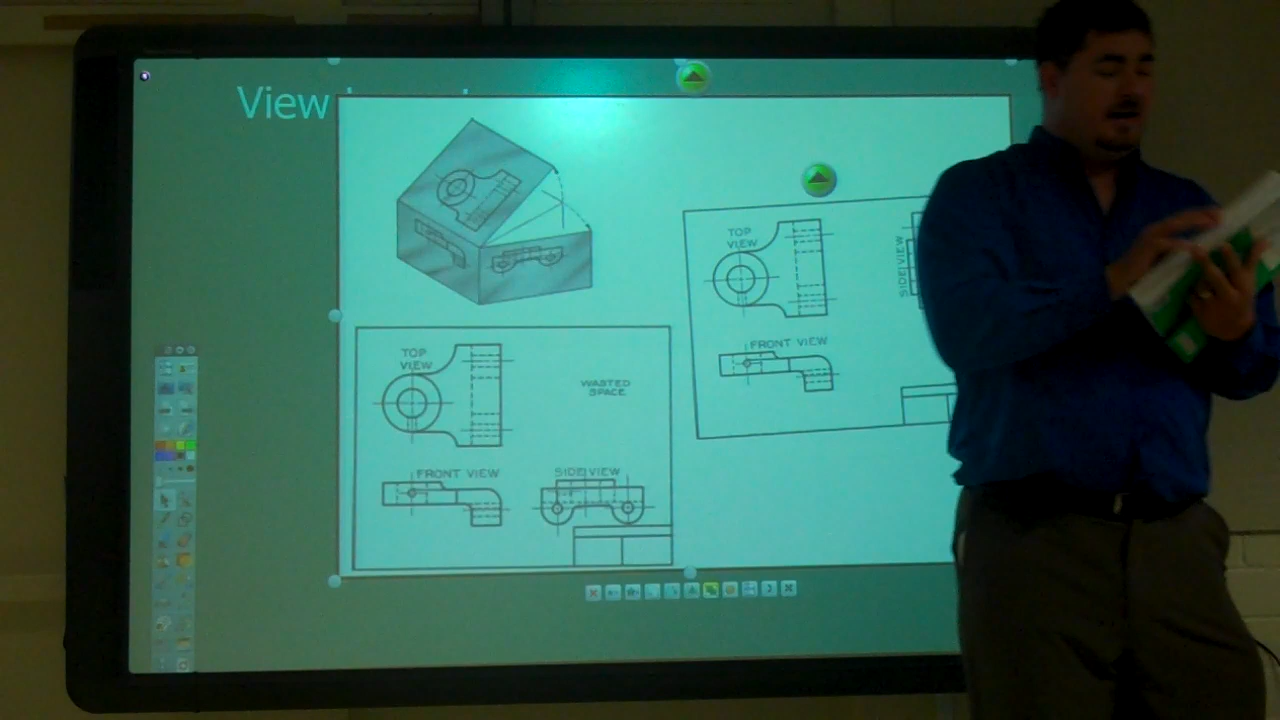 View
TOP
VIEW
SIDE VIEW
FRONT VIEW
TOP
VIEW
WASTED
SPACE
FRONT VIEW
SIDE VIEW